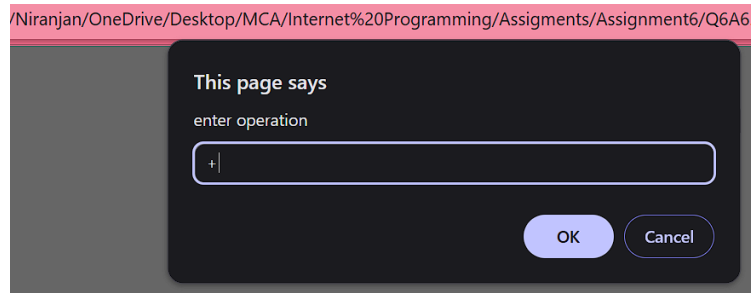 /Niranjan/OneDrive/Desktop/MCA/Internet%20Programming/Assigments/Assignment6/Q6A6
This page says
enter operation
+
OK Cancel